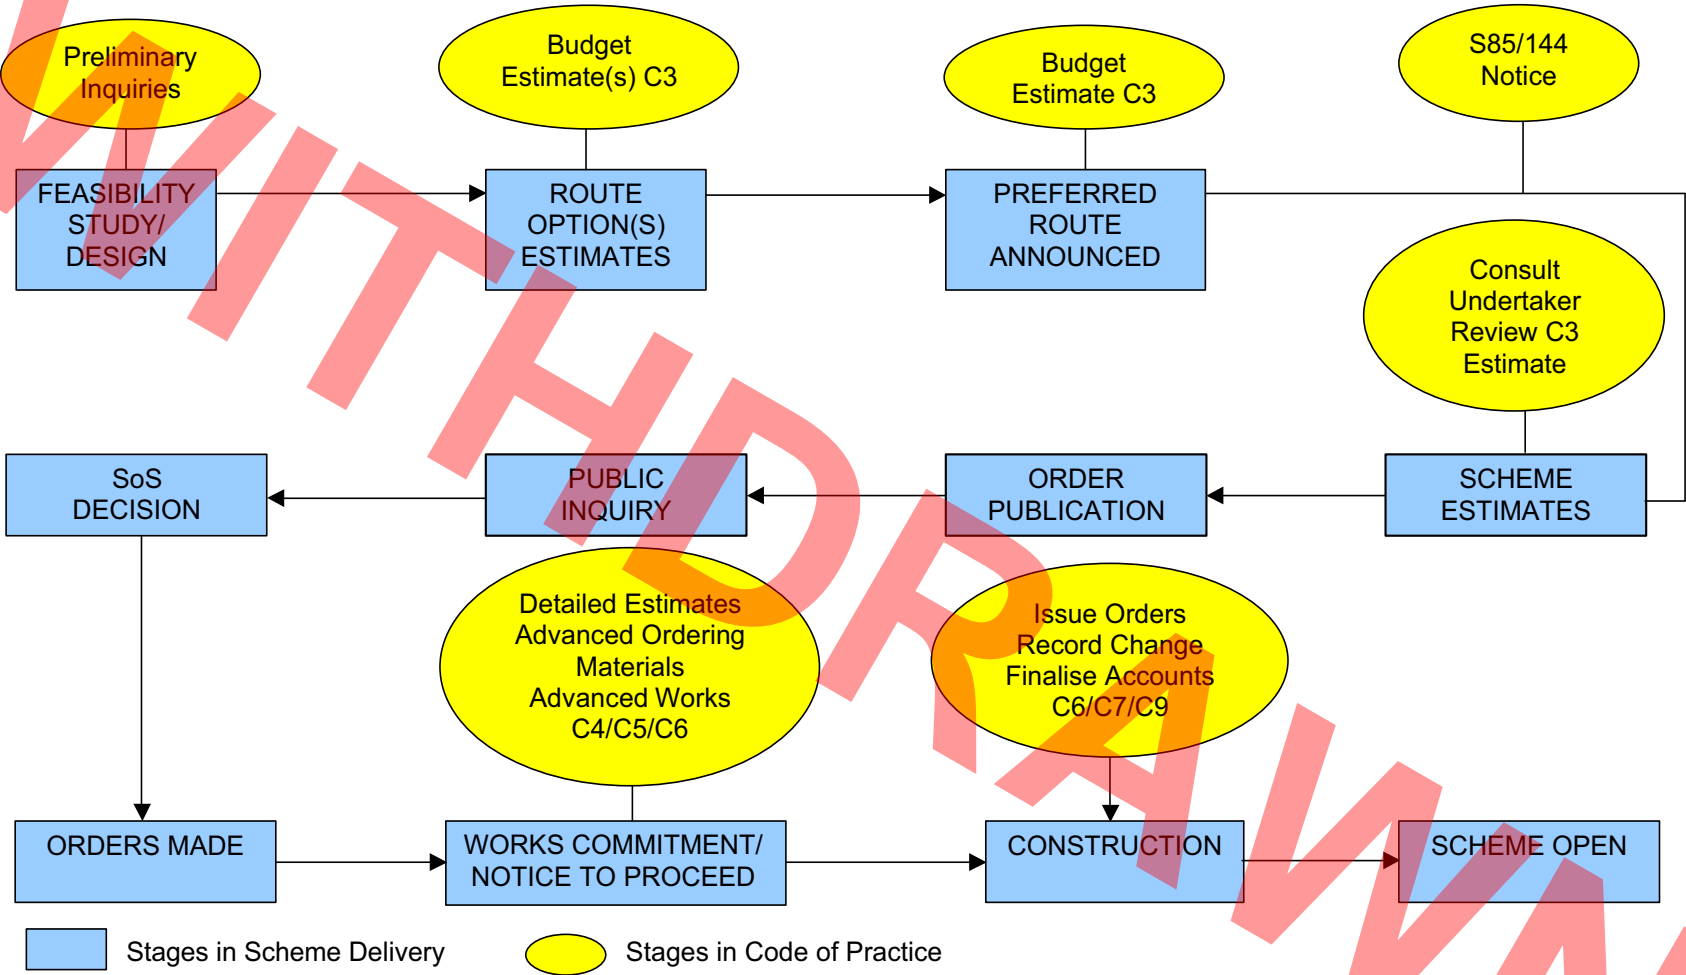 Preliminary
Inquiries
Budget
Estimate(s) C3
Budget
Estimate C3
S85/144
Notice
FEASIBILITY
STUDY/
DESIGN
ROUTE
OPTION(S)
ESTIMATES
PREFERRED
ROUTE
ANNOUNCED
Consult
Undertaker
Review C3
Estimate
SoS
DECISION
PUBLIC
INQUIRY
ORDER
PUBLICATION
SCHEME
ESTIMATES
Detailed Estimates
Advanced Ordering
Materials
Advanced Works
C4/C5/C6
Issue Orders
Record Change
Finalise Accounts
C6/C7/C9
ORDERS MADE
WORKS COMMITMENT/
NOTICE TO PROCEED
CONSTRUCTION
SCHEME OPEN
Stages in Scheme Delivery
Stages in Code of Practice
WITHDRAWN